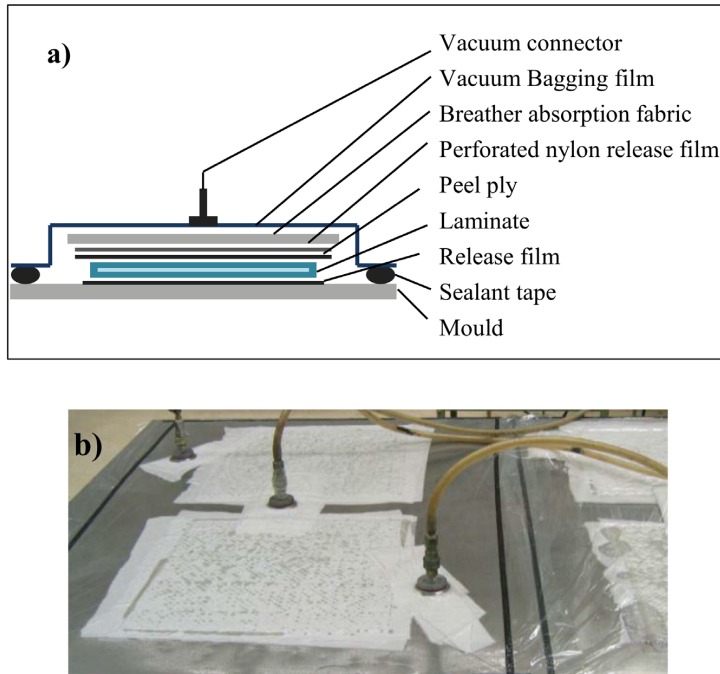 a)
Vacuum connector
Vacuum Bagging film
Breather absorption fabric
Perforated nylon release film
Peel ply
Laminate
Release film
Sealant tape
Mould
b)